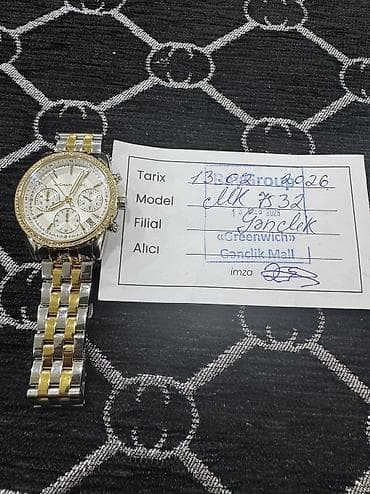 Tarix 13.02 2026
Model MK 7532
Filial Gənclik
«Greenwich»
Alıcı Gənclik Mall
imza